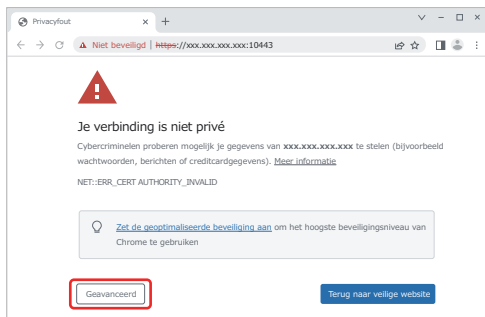 Privacyfout
Niet beveiligd | https://xxx.xxx.xxx.xxx:10443
Je verbinding is niet privé
Cybercriminelen proberen mogelijk je gegevens van xxx.xxx.xxx.xxx te stelen (bijvoorbeeld
wachtwoorden, berichten of creditcardgegevens). Meer informatie
NET::ERR_CERT AUTHORITY_INVALID
Zet de geoptimaliseerde beveiliging aan om het hoogste beveiligingsniveau van
Chrome te gebruiken
Geavanceerd
Terug naar veilige website